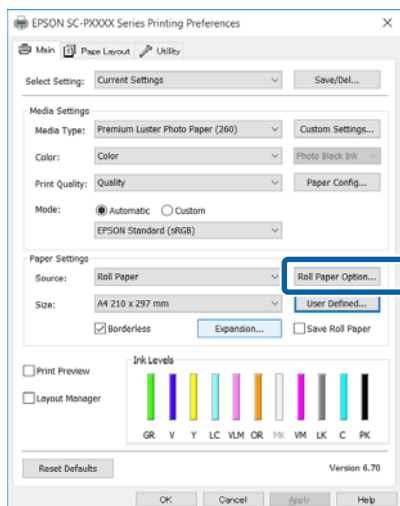 EPSON SC-PXXXX Series Printing Preferences
Main Page Layout Utility
Select Setting: Current Settings Save/Del...
Media Settings
Media Type: Premium Luster Photo Paper (260) Custom Settings...
Color: Color Photo Black Ink
Print Quality: Quality Paper Config...
Mode: Automatic Custom
EPSON Standard (sRGB)
Paper Settings
Source: Roll Paper Roll Paper Option...
Size: A4 210 x 297 mm User Defined...
Borderless Expansion... Save Roll Paper
Print Preview
Layout Manager
Ink Levels
GR V Y LC VLM OR MK VM LK C PK
Reset Defaults Version 6.70
OK Cancel Apply Help